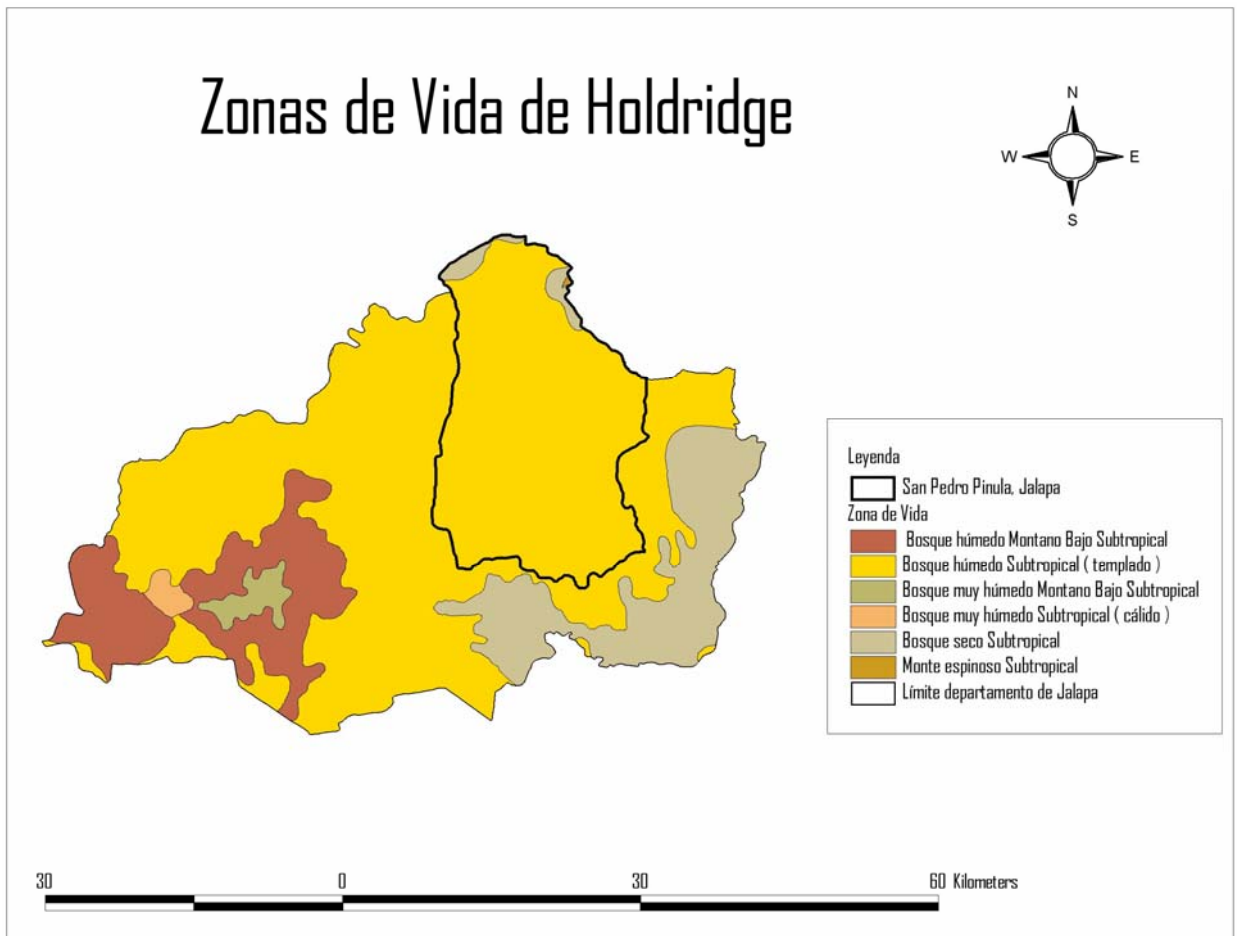 Zonas de Vida de Holdridge
N
W E
S
Leyenda
San Pedro Pinula, Jalapa
Zona de Vida
Bosque húmedo Montano Bajo Subtropical
Bosque húmedo Subtropical ( templado )
Bosque muy húmedo Montano Bajo Subtropical
Bosque muy húmedo Subtropical ( cálido )
Bosque seco Subtropical
Monte espinoso Subtropical
Límite departamento de Jalapa
30 0 30 60 Kilometers